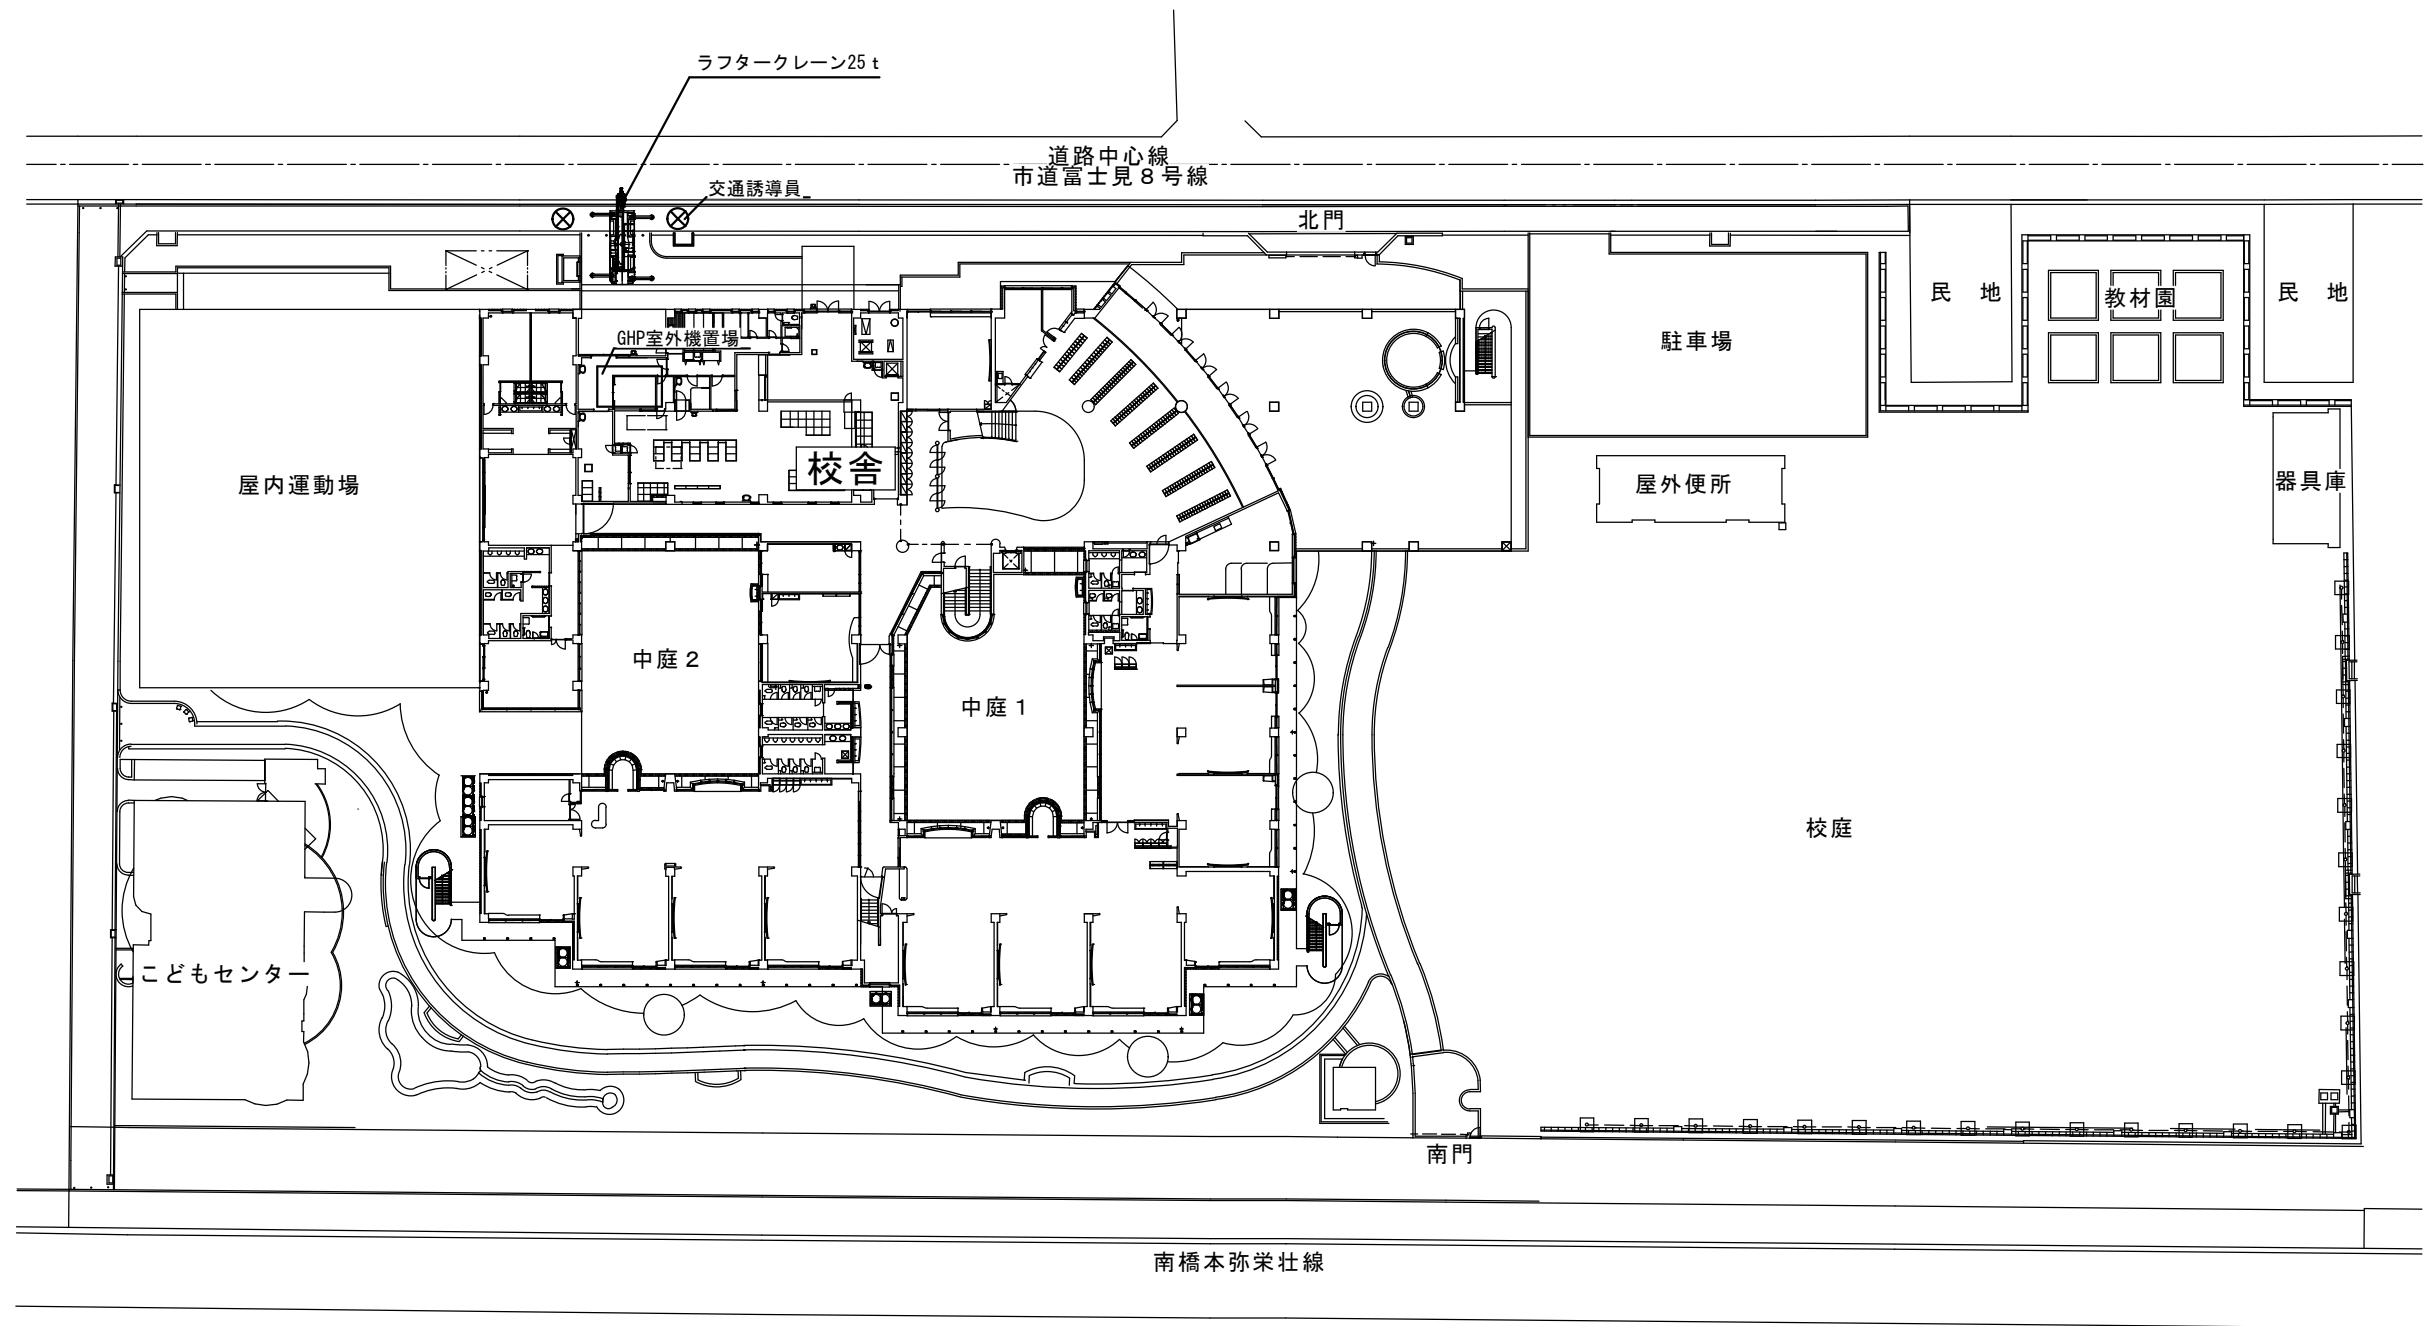 ラフタークレーン25ｔ
道路中心線
市道富士見８号線
交通誘導員
北門
民　地
教材園
民　地
GHP室外機置場
駐車場
校舎
屋内運動場
屋外便所
器具庫
中庭２
中庭１
校庭
こどもセンター
南門
南橋本弥栄壮線